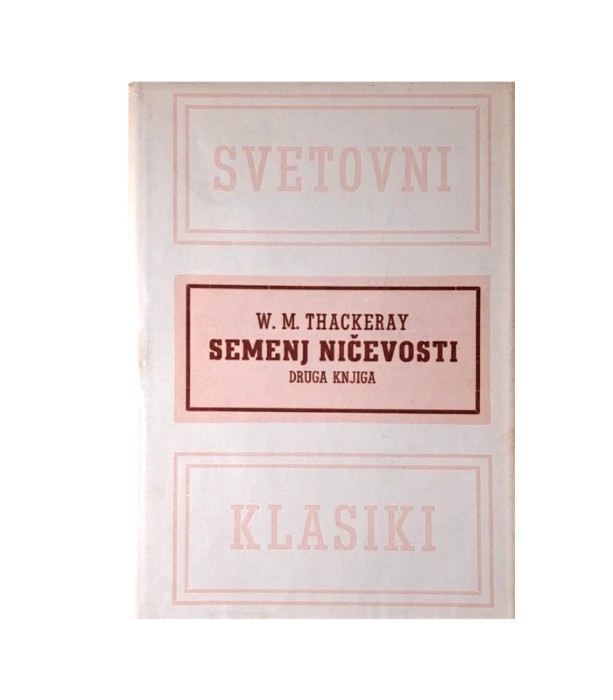 SVETOVNI
W. M. THACKERAY
SEMENJ NIČEVOSTI
DRUGA KNJIGA
KLASIKI